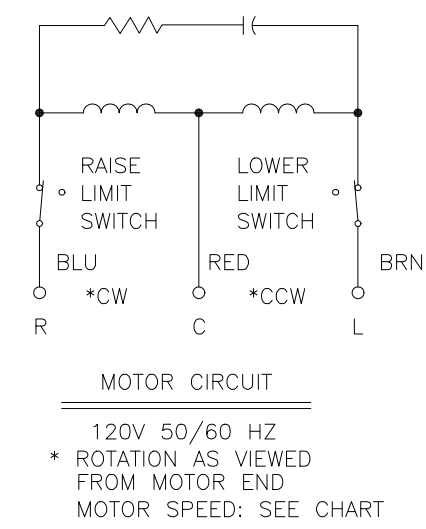 RAISE
LIMIT
SWITCH
LOWER
LIMIT
SWITCH
BLU
RED
BRN
*CW
*CCW
R
C
L
MOTOR CIRCUIT
120V 50/60 HZ
* ROTATION AS VIEWED
FROM MOTOR END
MOTOR SPEED: SEE CHART